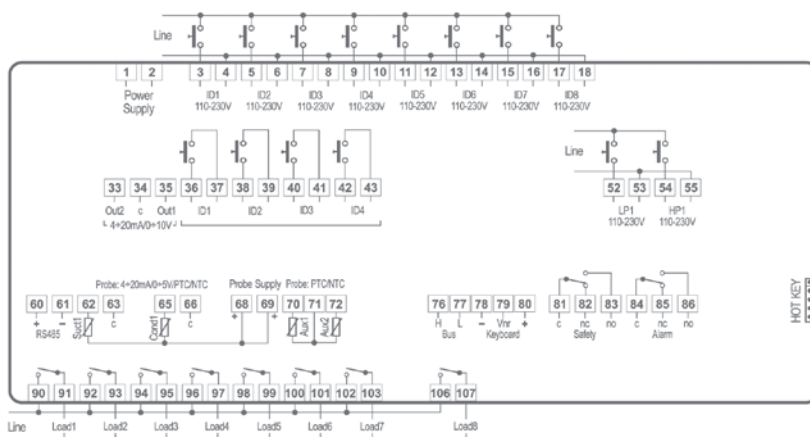 Line
1 2 3 4 5 6 7 8 9 10 11 12 13 14 15 16 17 18
Power Supply
ID1 110-230V
ID2 110-230V
ID3 110-230V
ID4 110-230V
ID5 110-230V
ID6 110-230V
ID7 110-230V
ID8 110-230V
Line
33 34 35 36 37 38 39 40 41 42 43
52 53 54 55
Out2 c Out1 ID1 ID2 ID3 ID4
4÷20mA/0÷10V
LP1 110-230V
HP1 110-230V
Probe: 4÷20mA/0÷5V/PTC/NTC
Probe Supply
Probe: PTC/NTC
60 61 62 63 65 66 68 69 70 71 72 76 77 78 79 80 81 82 83 84 85 86
+ − Suct1 c Cond1 c + + Aux1 Aux2 H L − Vnr + c nc no c nc no
RS485 Bus Keyboard Safety Alarm
HOT KEY
90 91 92 93 94 95 96 97 98 99 100 101 102 103 106 107
Line Load1 Load2 Load3 Load4 Load5 Load6 Load7 Load8